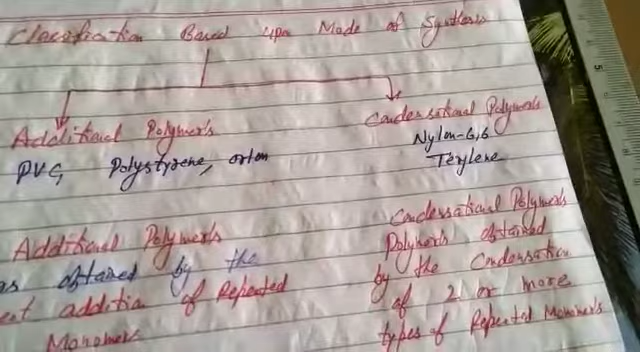 Classification Based upon Mode of Synthesis
Additional Polymers
PVC, Polystyrene, orlon
Condensational Polymers
Nylon-6,6
Terylene
Additional Polymers
as obtained by the
addition of Repeated
Monomers
Condensational Polymers
Polymers obtained
by the Condensation
of 2 or more
types of Repeated Monomers
5